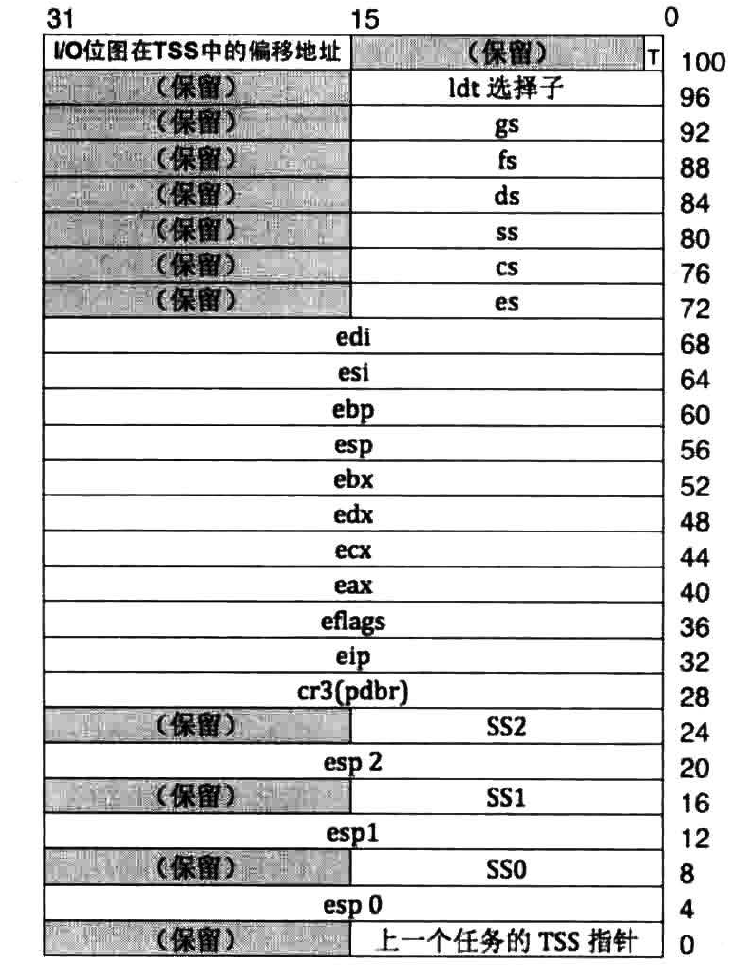 31 15 0
I/O位图在TSS中的偏移地址 (保留) T 100
(保留) ldt 选择子 96
(保留) gs 92
(保留) fs 88
(保留) ds 84
(保留) ss 80
(保留) cs 76
(保留) es 72
edi 68
esi 64
ebp 60
esp 56
ebx 52
edx 48
ecx 44
eax 40
eflags 36
eip 32
cr3(pdbr) 28
(保留) SS2 24
esp 2 20
(保留) SS1 16
esp1 12
(保留) SS0 8
esp 0 4
(保留) 上一个任务的 TSS 指针 0